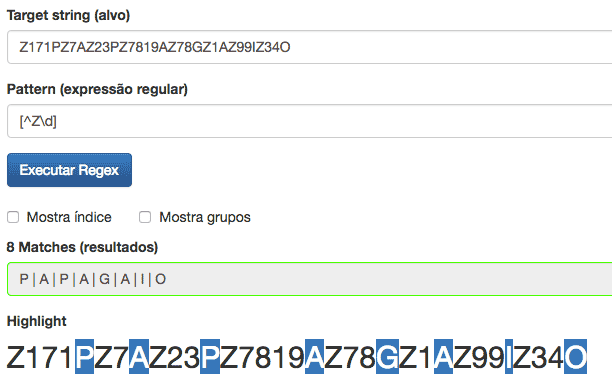 Target string (alvo)
Z171PZ7AZ23PZ7819AZ78GZ1AZ99IZ34O
Pattern (expressão regular)
[^Z\d]
Executar Regex
Mostra índice Mostra grupos
8 Matches (resultados)
P | A | P | A | G | A | I | O
Highlight
Z171PZ7AZ23PZ7819AZ78GZ1AZ99IZ34O